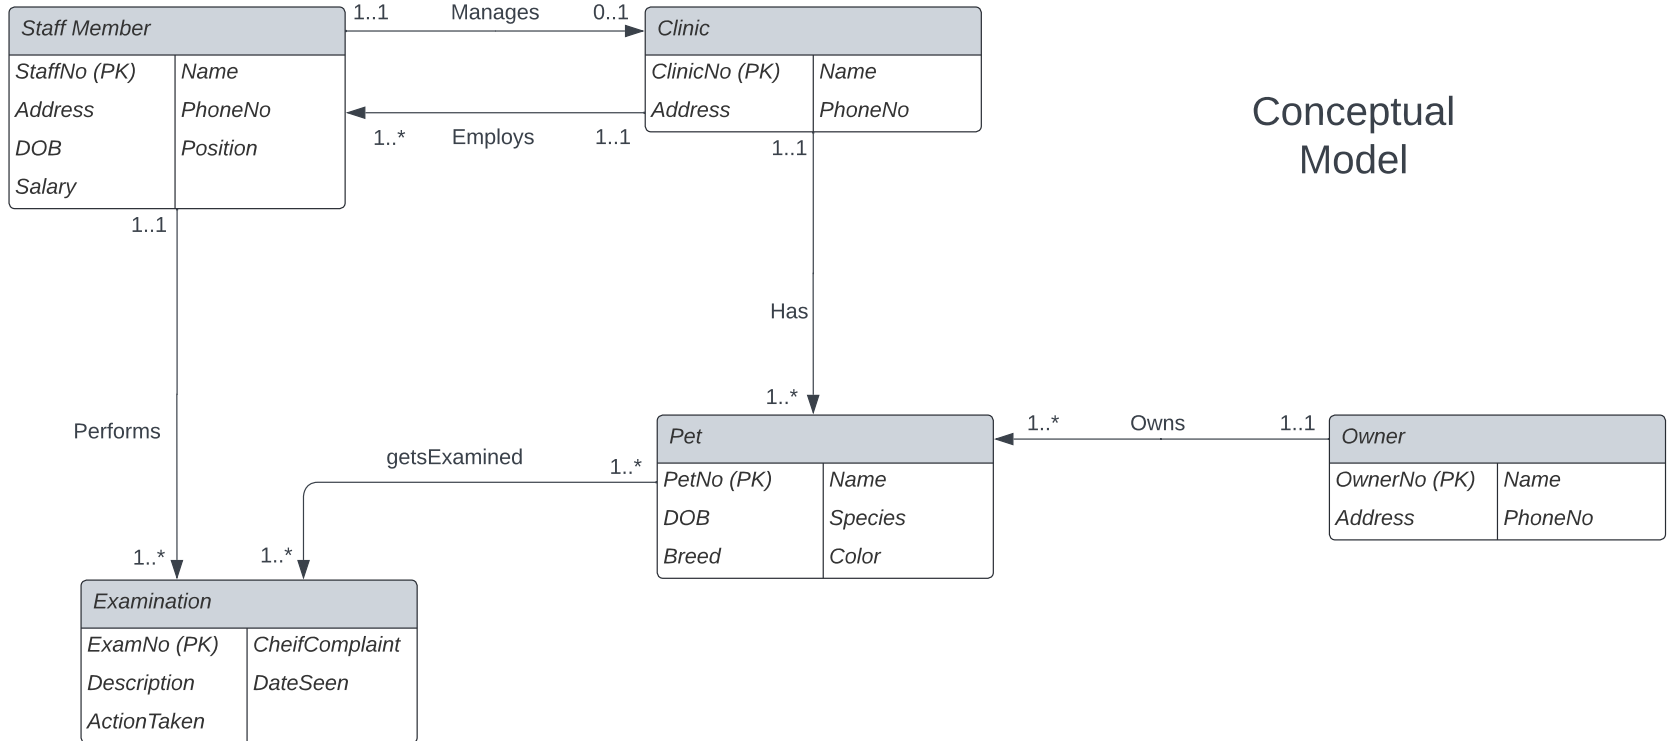 Staff Member
1..1 Manages 0..1
Clinic
StaffNo (PK) Name
Address PhoneNo
DOB Position
Salary
ClinicNo (PK) Name
Address PhoneNo
1..* Employs 1..1
Conceptual
Model
1..1
1..1
Has
1..*
Performs
getsExamined
1..*
1..*
1..*
Pet
1..* Owns 1..1
Owner
PetNo (PK) Name
DOB Species
Breed Color
OwnerNo (PK) Name
Address PhoneNo
Examination
ExamNo (PK) CheifComplaint
Description DateSeen
ActionTaken